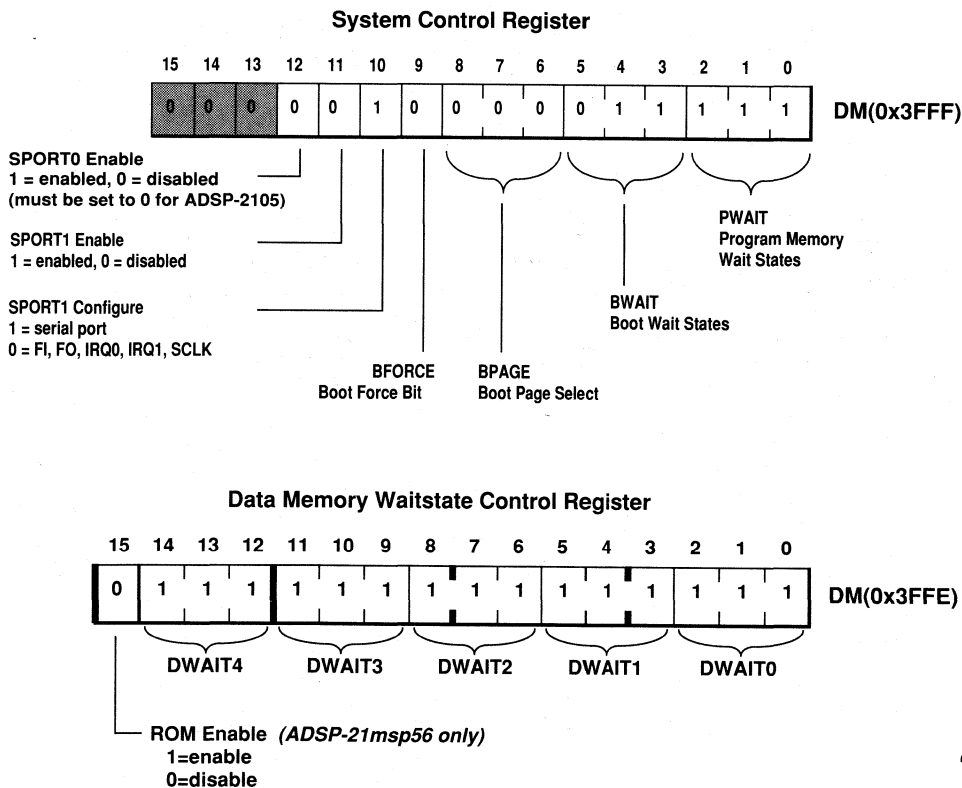 System Control Register
15 14 13 12 11 10 9 8 7 6 5 4 3 2 1 0
0 0 0 0 0 1 0 0 0 0 0 1 1 1 1 1 DM(0x3FFF)
SPORT0 Enable
1 = enabled, 0 = disabled
(must be set to 0 for ADSP-2105)
SPORT1 Enable
1 = enabled, 0 = disabled
SPORT1 Configure
1 = serial port
0 = FI, FO, IRQ0, IRQ1, SCLK
BFORCE
Boot Force Bit
BPAGE
Boot Page Select
BWAIT
Boot Wait States
PWAIT
Program Memory
Wait States
Data Memory Waitstate Control Register
15 14 13 12 11 10 9 8 7 6 5 4 3 2 1 0
0 1 1 1 1 1 1 1 1 1 1 1 1 1 1 1 DM(0x3FFE)
DWAIT4 DWAIT3 DWAIT2 DWAIT1 DWAIT0
ROM Enable (ADSP-21msp56 only)
1=enable
0=disable